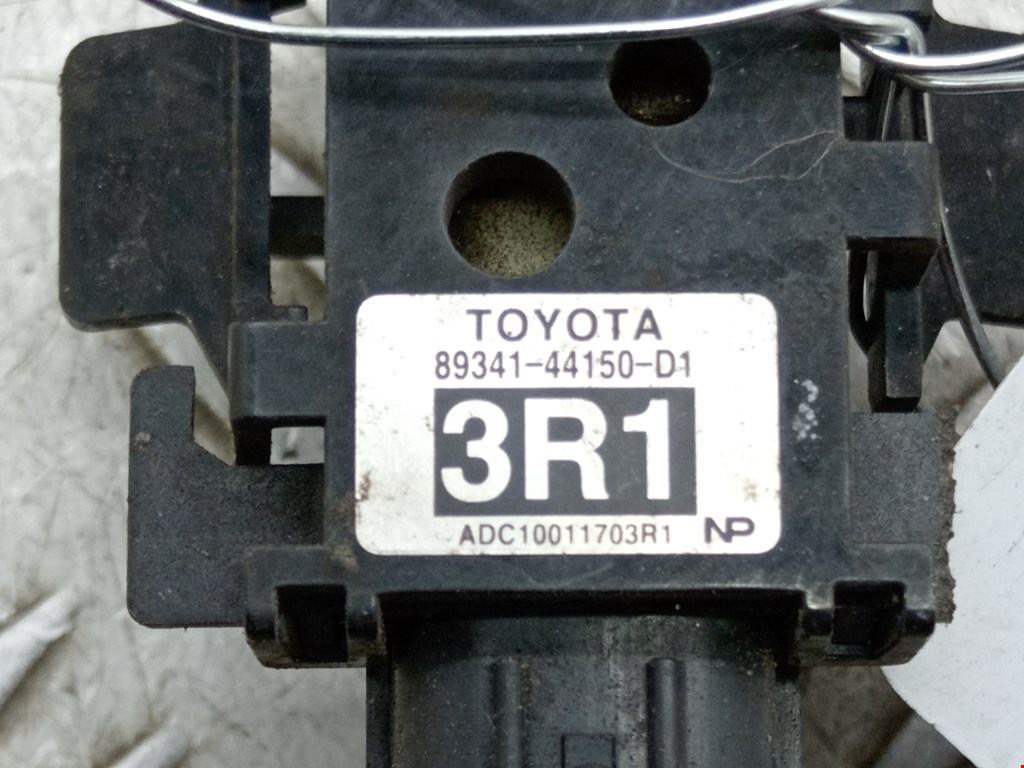 TOYOTA
89341-44150-D1
3R1
ADC10011703R1 NP